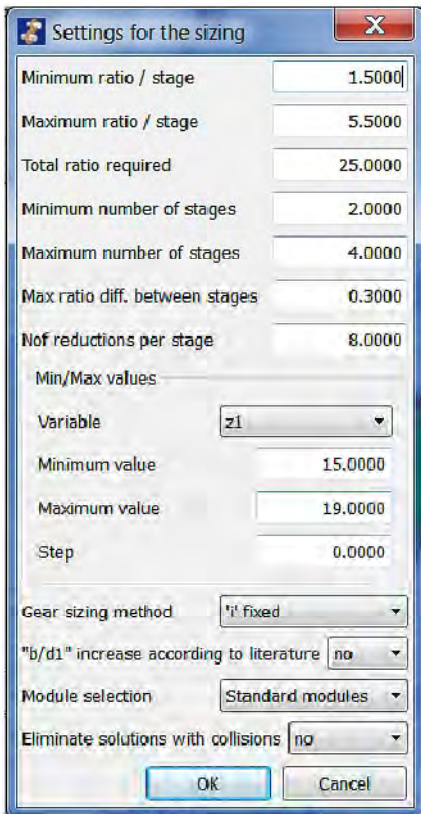 Settings for the sizing
X
Minimum ratio / stage 1.5000
Maximum ratio / stage 5.5000
Total ratio required 25.0000
Minimum number of stages 2.0000
Maximum number of stages 4.0000
Max ratio diff. between stages 0.3000
Nof reductions per stage 8.0000
Min/Max values
Variable z1
Minimum value 15.0000
Maximum value 19.0000
Step 0.0000
Gear sizing method 'i' fixed
"b/d1" increase according to literature no
Module selection Standard modules
Eliminate solutions with collisions no
OK Cancel